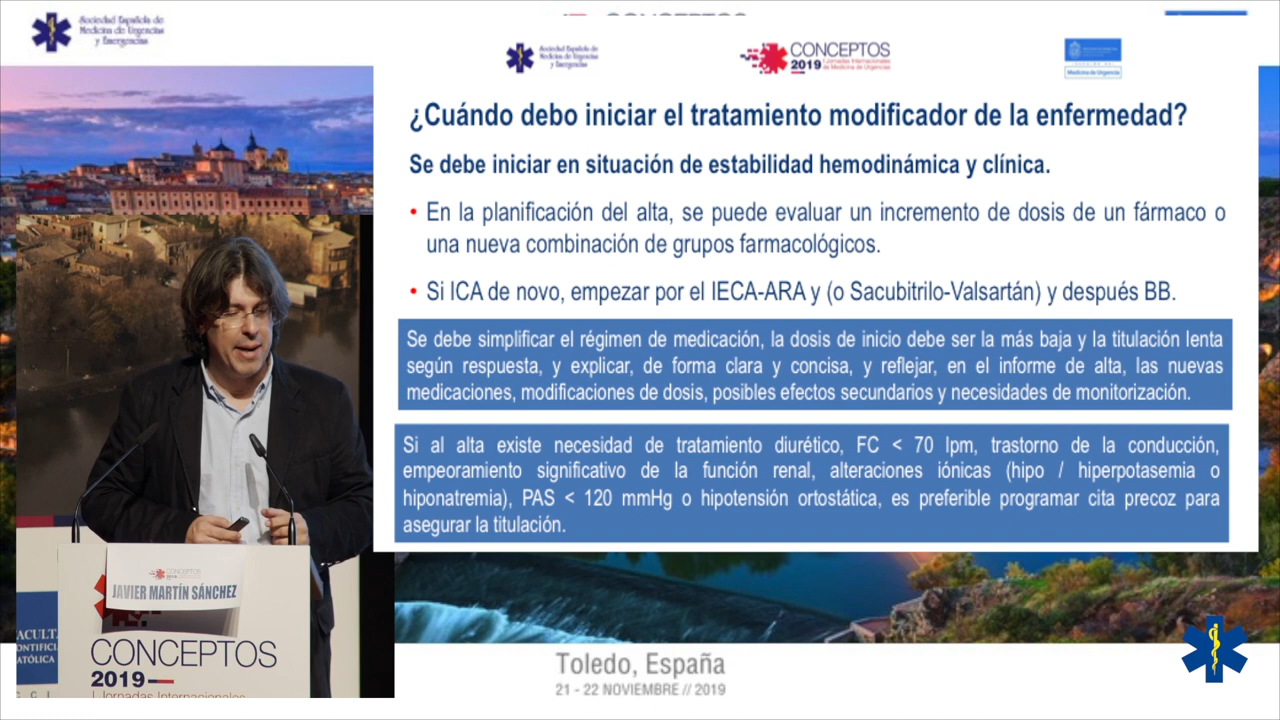 Sociedad Española de
Medicina de Urgencias
y Emergencias
CONCEPTOS
Sociedad Española de
Medicina de Urgencias
y Emergencias
CONCEPTOS
2019 I Jornadas Internacionales
de Medicina de Urgencias
Medicina de Urgencia
¿Cuándo debo iniciar el tratamiento modificador de la enfermedad?
Se debe iniciar en situación de estabilidad hemodinámica y clínica.
• En la planificación del alta, se puede evaluar un incremento de dosis de un fármaco o
una nueva combinación de grupos farmacológicos.
• Si ICA de novo, empezar por el IECA-ARA y (o Sacubitrilo-Valsartán) y después BB.
Se debe simplificar el régimen de medicación, la dosis de inicio debe ser la más baja y la titulación lenta
según respuesta, y explicar, de forma clara y concisa, y reflejar, en el informe de alta, las nuevas
medicaciones, modificaciones de dosis, posibles efectos secundarios y necesidades de monitorización.
Si al alta existe necesidad de tratamiento diurético, FC < 70 lpm, trastorno de la conducción,
empeoramiento significativo de la función renal, alteraciones iónicas (hipo / hiperpotasemia o
hiponatremia), PAS < 120 mmHg o hipotensión ortostática, es preferible programar cita precoz para
asegurar la titulación.
CONCEPTOS
JAVIER MARTÍN SÁNCHEZ
ACULT
ONTIFICI
ATÓLICA
CONCEPTOS
2019
I Jornadas Internacionales
Toledo, España
21 - 22 NOVIEMBRE // 2019